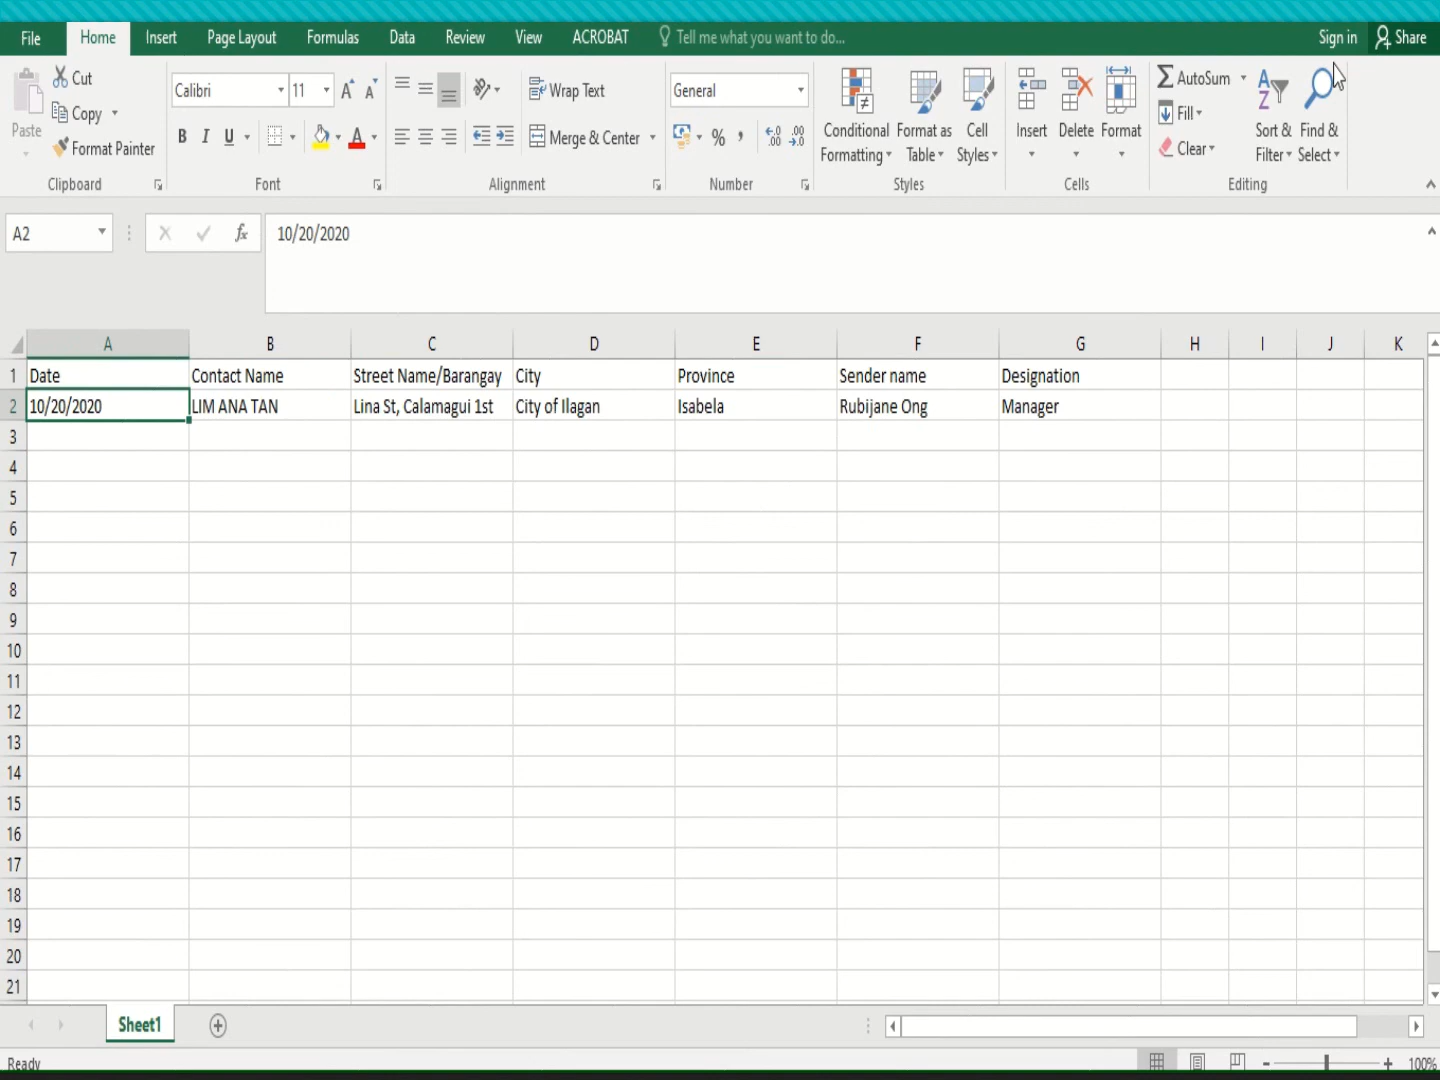 File Home Insert Page Layout Formulas Data Review View ACROBAT Tell me what you want to do... Sign in Share
Paste
Cut
Copy
Format Painter
Clipboard
Calibri 11
B I U
Font
Wrap Text
Merge & Center
Alignment
General
% ,
Number
Conditional Formatting
Format as Table
Cell Styles
Styles
Insert Delete Format
Cells
AutoSum
Fill
Clear
Sort & Filter
Find & Select
Editing
A2 fx 10/20/2020
A B C D E F G H I J K
1 Date Contact Name Street Name/Barangay City Province Sender name Designation
2 10/20/2020 LIM ANA TAN Lina St, Calamagui 1st City of Ilagan Isabela Rubijane Ong Manager
3
4
5
6
7
8
9
10
11
12
13
14
15
16
17
18
19
20
21
Sheet1
Ready 100%